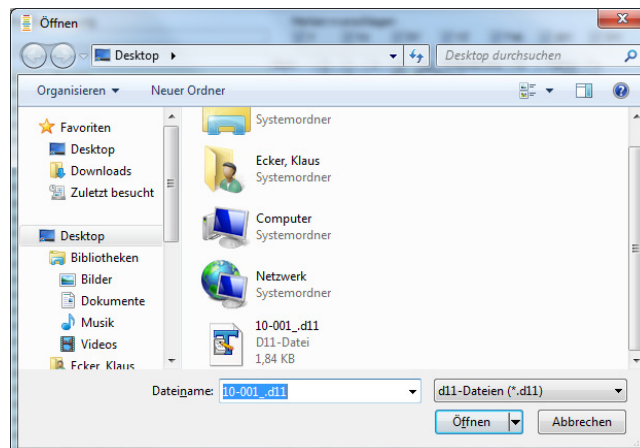 Öffnen
Desktop
Desktop durchsuchen
Organisieren
Neuer Ordner
Favoriten
Desktop
Downloads
Zuletzt besucht
Desktop
Bibliotheken
Bilder
Dokumente
Musik
Videos
Ecker, Klaus
Systemordner
Ecker, Klaus
Systemordner
Computer
Systemordner
Netzwerk
Systemordner
10-001_.d11
D11-Datei
1,84 KB
Dateiname: 10-001_.d11
d11-Dateien (*.d11)
Öffnen Abbrechen